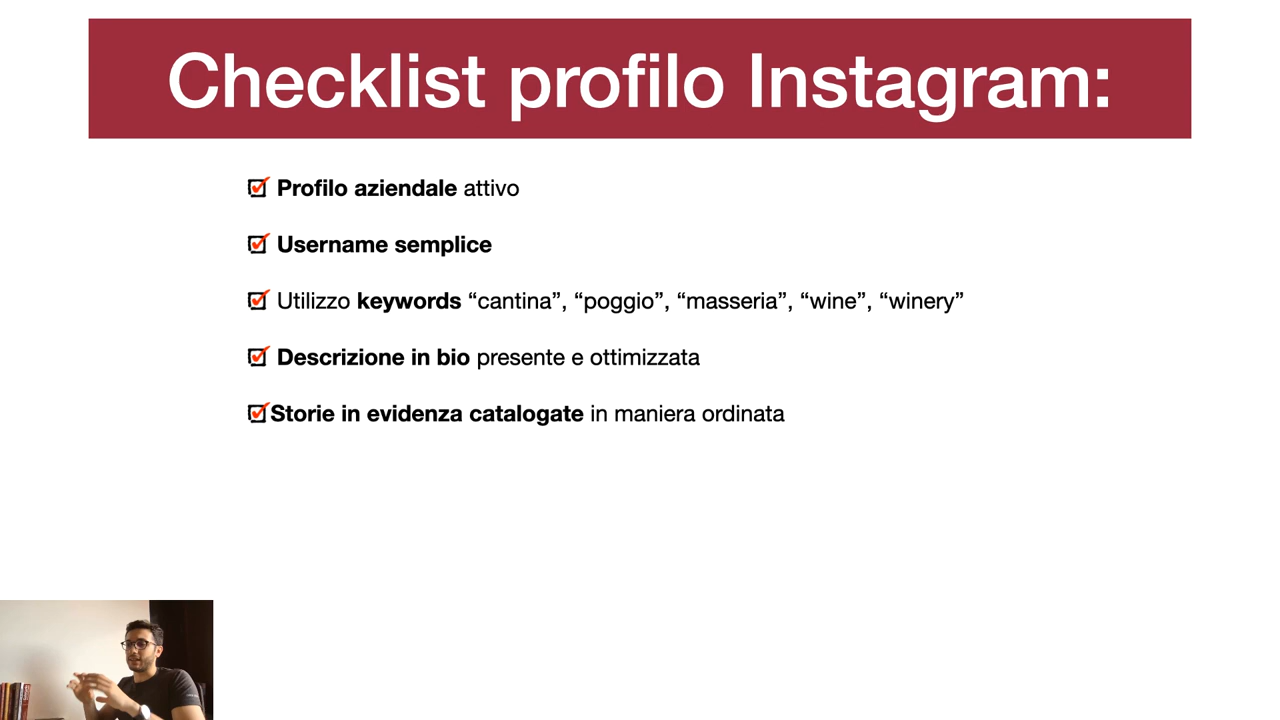 Checklist profilo Instagram:
Profilo aziendale attivo
Username semplice
Utilizzo keywords “cantina”, “poggio”, “masseria”, “wine”, “winery”
Descrizione in bio presente e ottimizzata
Storie in evidenza catalogate in maniera ordinata